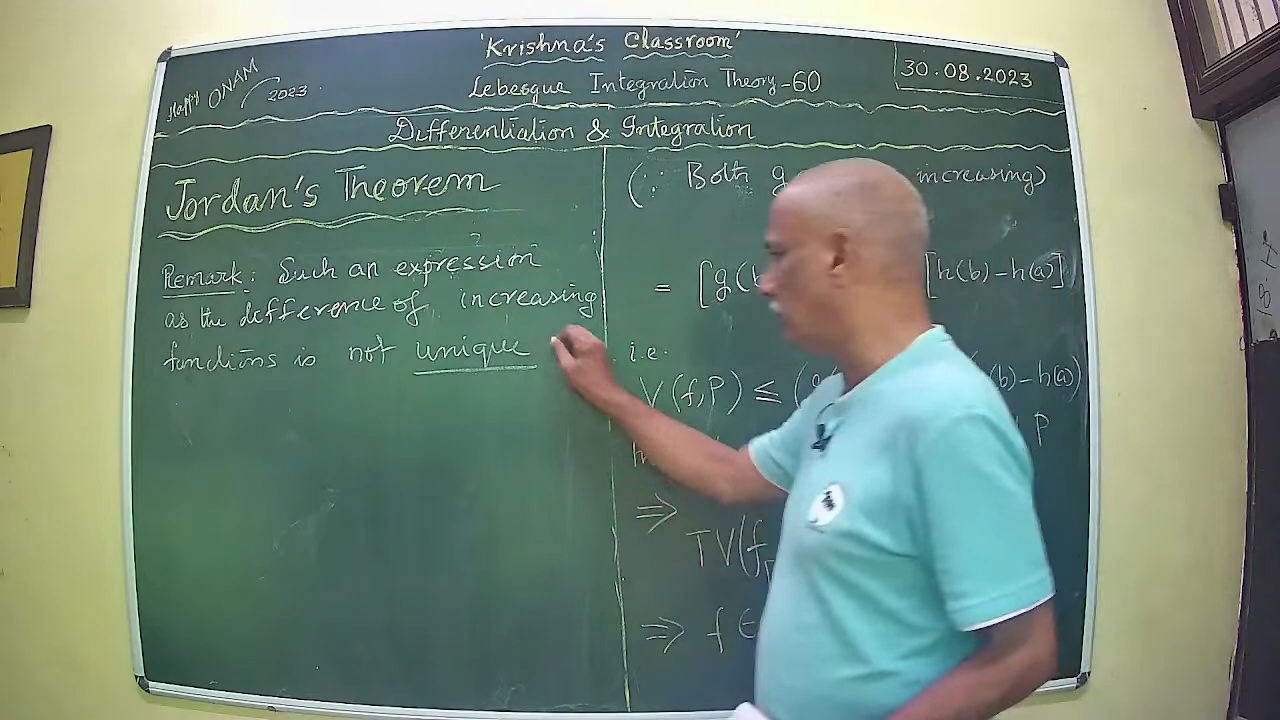 'Krishna's Classroom'
Happy ONAM 2023
Lebesgue Integration Theory-60
30.08.2023
Differentiation & Integration
Jordan's Theorem
Remark: Such an expression
as the difference of increasing
functions is not unique
(∵ Both g increasing)
= [g(b [h(b)-h(a)]
i.e.
V(f,P) ≤ (g( (b)-h(a))
P
⇒
TV(f
⇒ f ∈